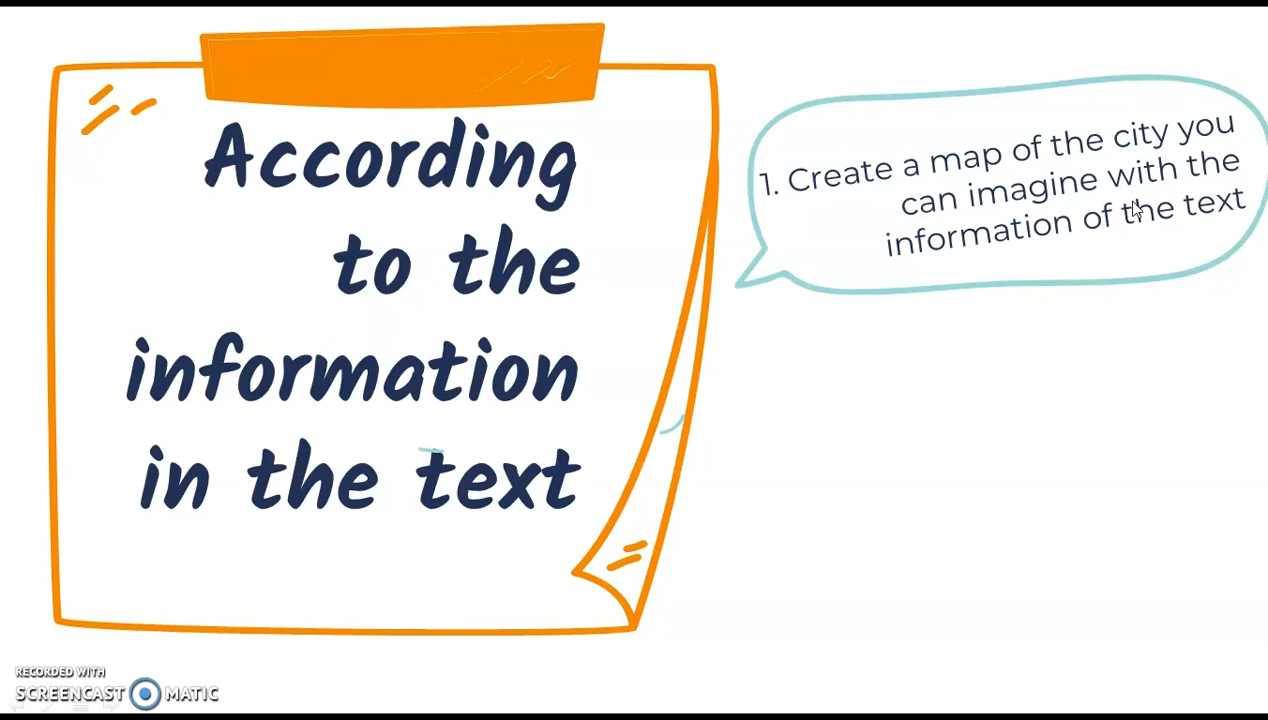 According
to the
information
in the text
1. Create a map of the city you
can imagine with the
information of the text
RECORDED WITH
SCREENCAST MATIC